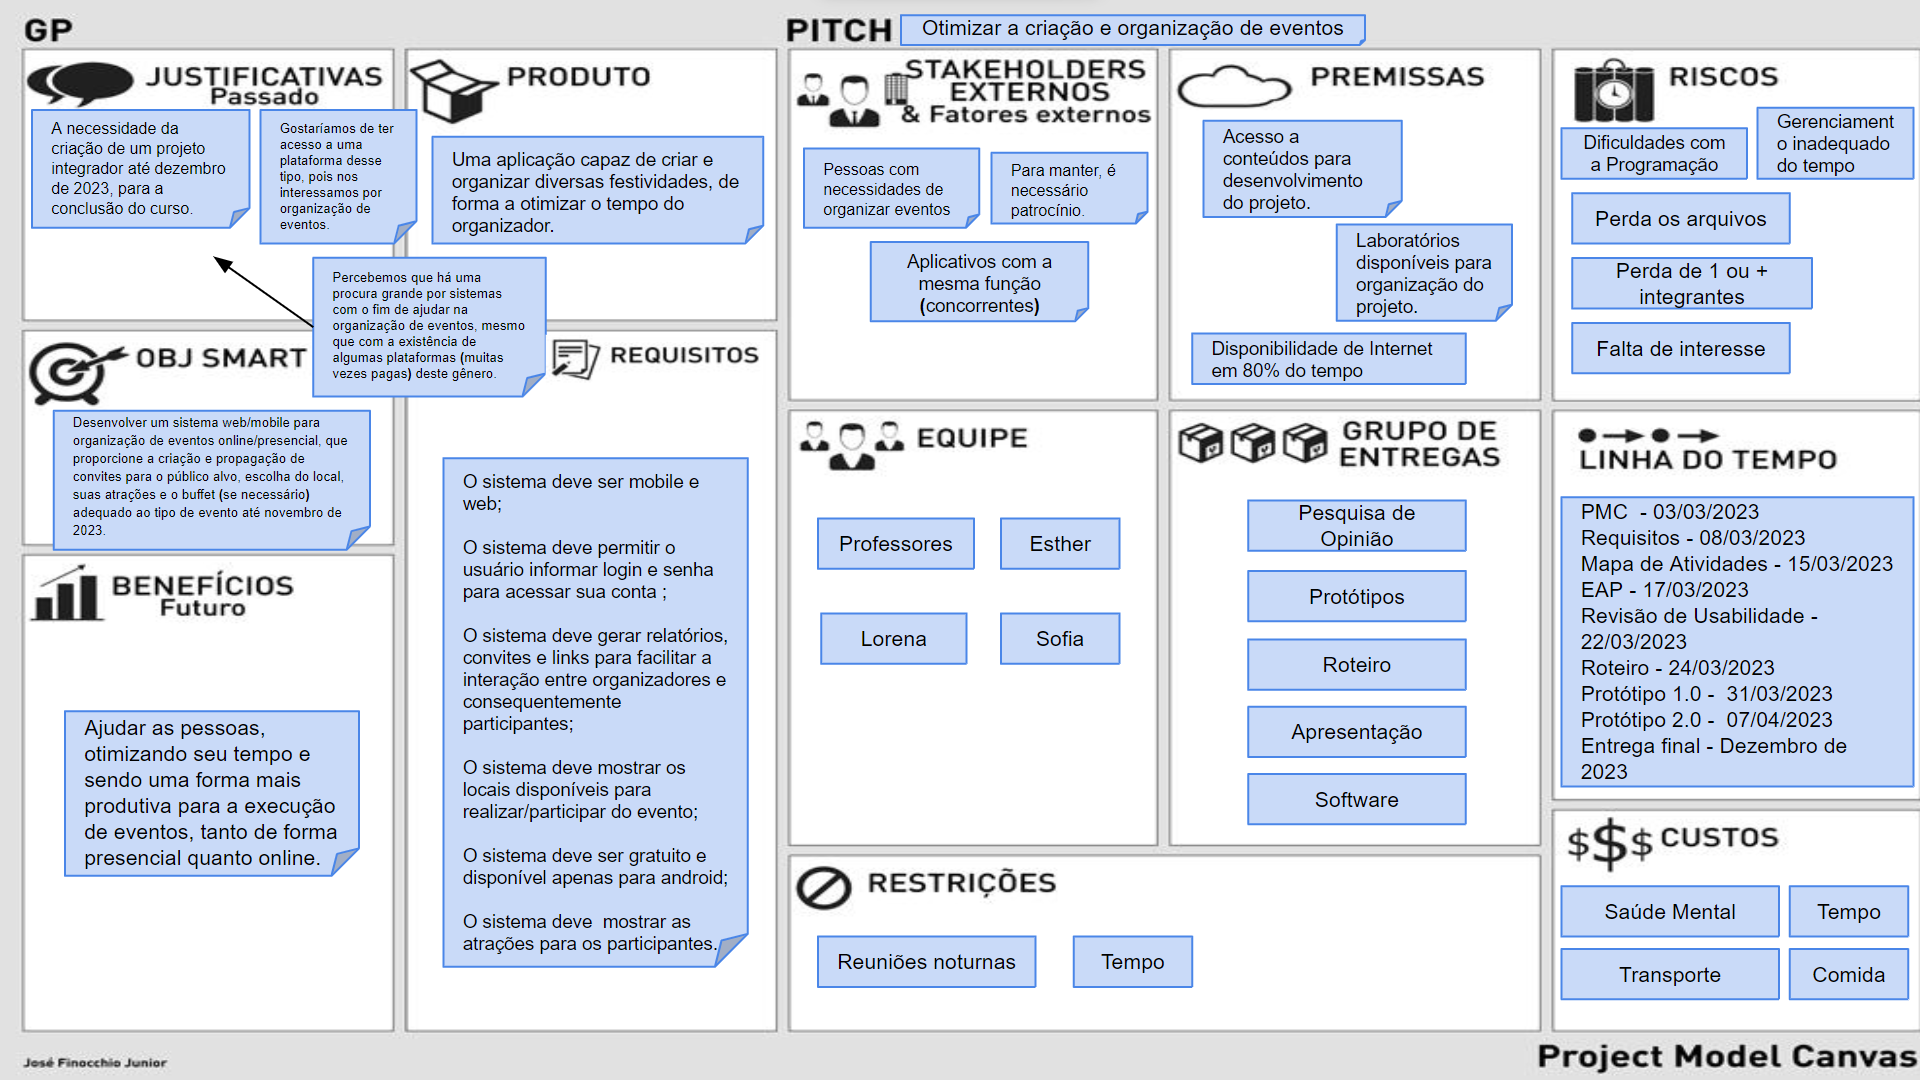 GP
PITCH
Otimizar a criação e organização de eventos
JUSTIFICATIVAS
Passado
A necessidade da
criação de um projeto
integrador até dezembro
de 2023, para a
conclusão do curso.
Gostaríamos de ter
acesso a uma
plataforma desse
tipo, pois nos
interessamos por
organização de
eventos.
Percebemos que há uma
procura grande por sistemas
com o fim de ajudar na
organização de eventos, mesmo
que com a existência de
algumas plataformas (muitas
vezes pagas) deste gênero.
OBJ SMART
Desenvolver um sistema web/mobile para
organização de eventos online/presencial, que
proporcione a criação e propagação de
convites para o público alvo, escolha do local,
suas atrações e o buffet (se necessário)
adequado ao tipo de evento até novembro de
2023.
BENEFÍCIOS
Futuro
Ajudar as pessoas,
otimizando seu tempo e
sendo uma forma mais
produtiva para a execução
de eventos, tanto de forma
presencial quanto online.
PRODUTO
Uma aplicação capaz de criar e
organizar diversas festividades, de
forma a otimizar o tempo do
organizador.
REQUISITOS
O sistema deve ser mobile e
web;
O sistema deve permitir o
usuário informar login e senha
para acessar sua conta ;
O sistema deve gerar relatórios,
convites e links para facilitar a
interação entre organizadores e
consequentemente
participantes;
O sistema deve mostrar os
locais disponíveis para
realizar/participar do evento;
O sistema deve ser gratuito e
disponível apenas para android;
O sistema deve  mostrar as
atrações para os participantes.
STAKEHOLDERS
EXTERNOS
& Fatores externos
Pessoas com
necessidades de
organizar eventos
Para manter, é
necessário
patrocínio.
Aplicativos com a
mesma função
(concorrentes)
EQUIPE
Professores
Esther
Lorena
Sofia
PREMISSAS
Acesso a
conteúdos para
desenvolvimento
do projeto.
Laboratórios
disponíveis para
organização do
projeto.
Disponibilidade de Internet
em 80% do tempo
GRUPO DE
ENTREGAS
Pesquisa de
Opinião
Protótipos
Roteiro
Apresentação
Software
RESTRIÇÕES
Reuniões noturnas
Tempo
RISCOS
Dificuldades com
a Programação
Gerenciament
o inadequado
do tempo
Perda os arquivos
Perda de 1 ou +
integrantes
Falta de interesse
LINHA DO TEMPO
PMC  - 03/03/2023
Requisitos - 08/03/2023
Mapa de Atividades - 15/03/2023
EAP - 17/03/2023
Revisão de Usabilidade -
22/03/2023
Roteiro - 24/03/2023
Protótipo 1.0 -  31/03/2023
Protótipo 2.0 -  07/04/2023
Entrega final - Dezembro de
2023
$$$ CUSTOS
Saúde Mental
Tempo
Transporte
Comida
José Finocchio Junior
Project Model Canvas